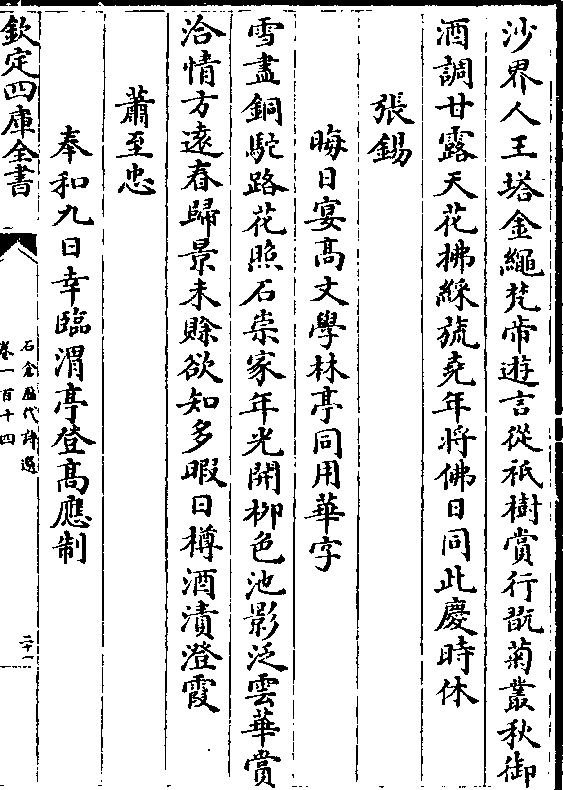 沙界人王塔金繩梵帝遊言從祇樹賞行翫菊叢秋御
酒調甘露天花拂綵旒堯年將佛日同此慶時休
張錫
晦日宴高文學林亭同用華字
雪盡銅駝路花照石崇家年光開柳色池影泛雲華賞
洽情方遠春歸景未賒欲知多暇日樽酒漬澄霞
蕭至忠
奉和九日幸臨渭亭登高應制
欽定四庫全書
石倉歷代詩選
卷一百十四
二十一